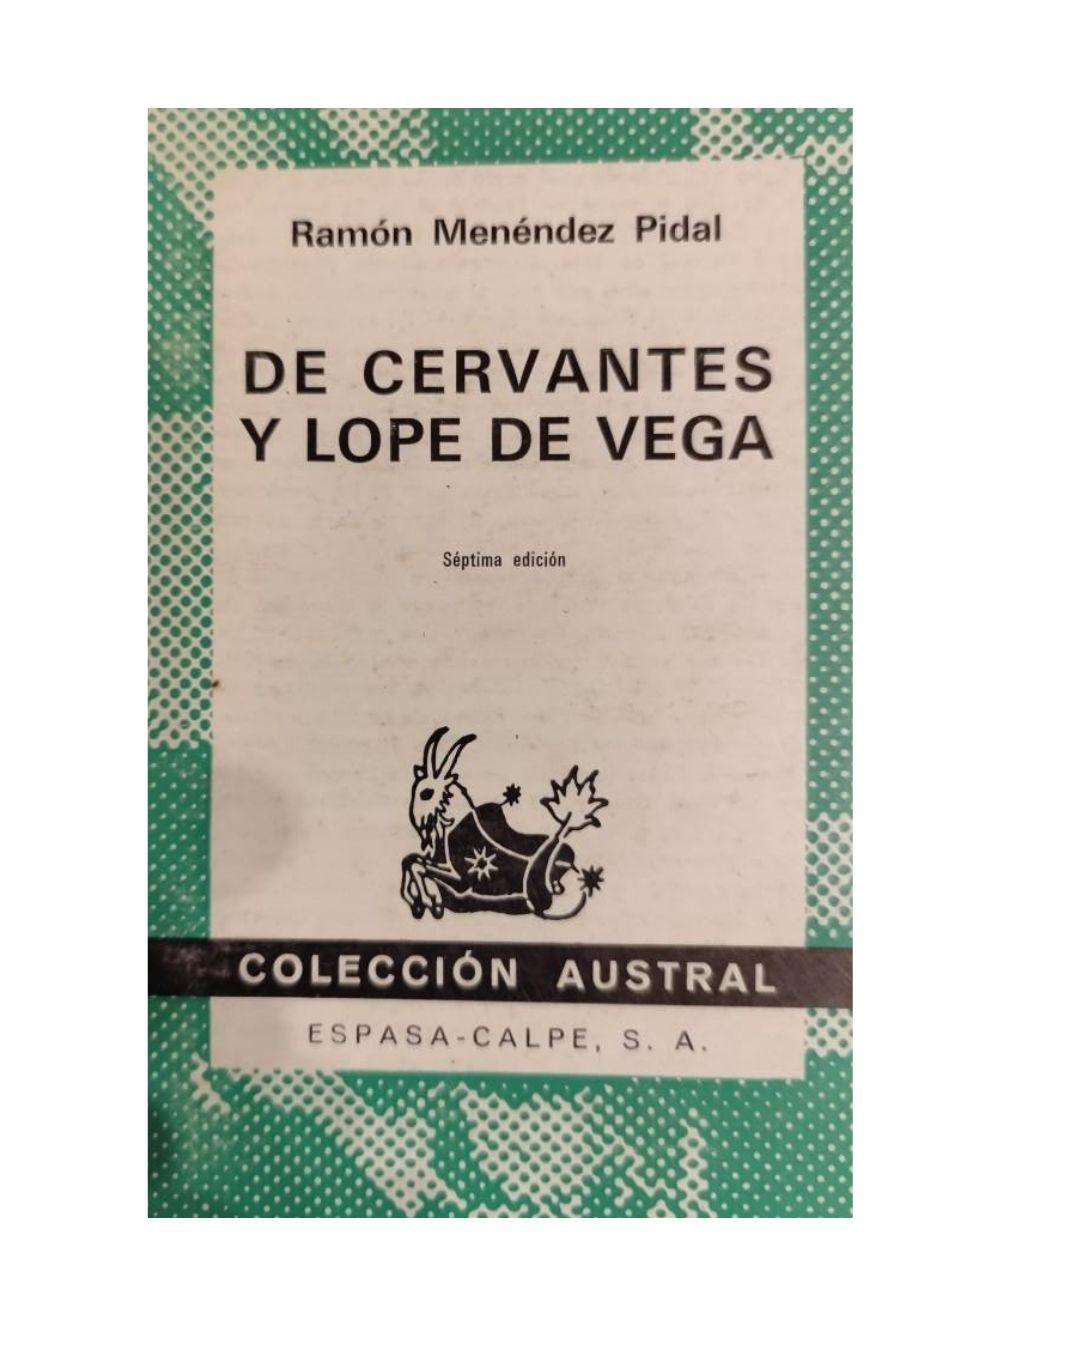 Ramón Menéndez Pidal
DE CERVANTES
Y LOPE DE VEGA
Séptima edición
COLECCIÓN AUSTRAL
ESPASA-CALPE, S. A.